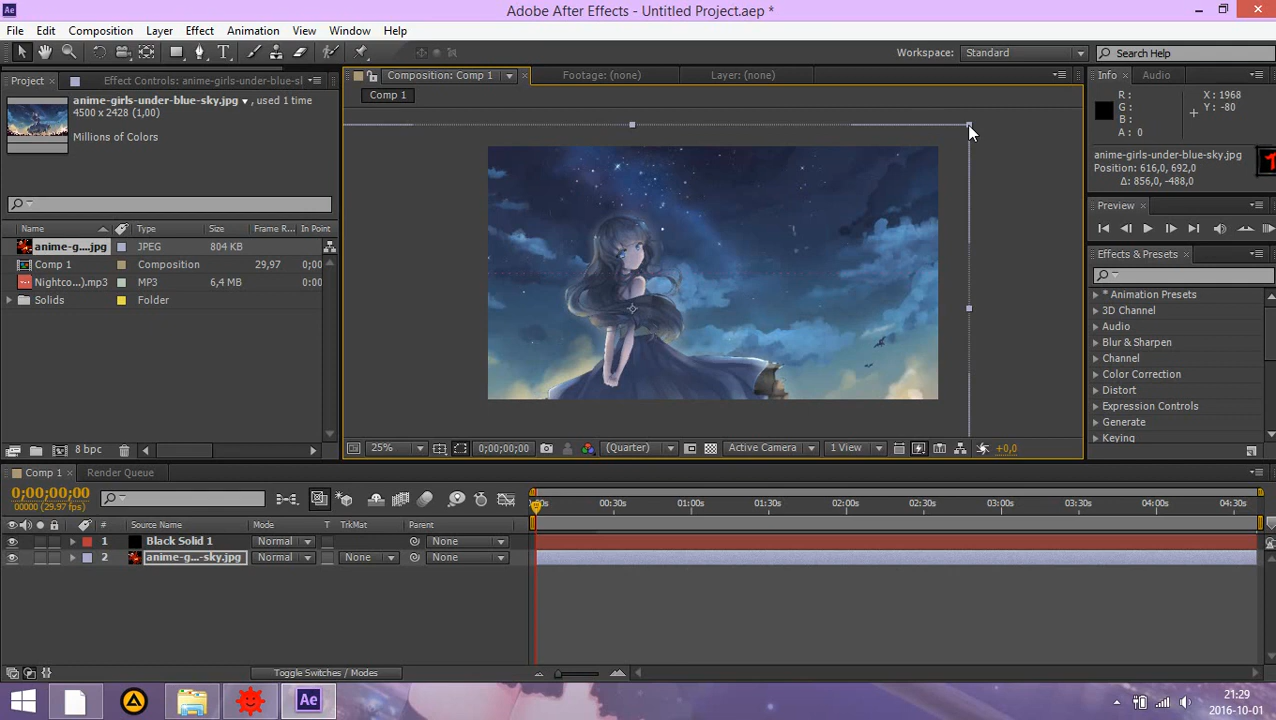 Adobe After Effects - Untitled Project.aep *
File Edit Composition Layer Effect Animation View Window Help
Workspace: Standard Search Help
Project Effect Controls: anime-girls-under-blue-sl
anime-girls-under-blue-sky.jpg, used 1 time
4500 x 2428 (1,00)
Millions of Colors
Name Type Size Frame R... In Point
anime-g....jpg JPEG 804 KB
Comp 1 Composition 29,97 0;00
Nightco...).mp3 MP3 6,4 MB 0:00
Solids Folder
8 bpc
Composition: Comp 1 Footage: (none) Layer: (none)
Comp 1
25% 0;00;00;00 (Quarter) Active Camera 1 View +0,0
Info Audio
R: X: 1968
G: Y: -80
B:
A: 0
anime-girls-under-blue-sky.jpg
Position: 616,0, 692,0
Δ: 856,0, -488,0
Preview
Effects & Presets
* Animation Presets
3D Channel
Audio
Blur & Sharpen
Channel
Color Correction
Distort
Expression Controls
Generate
Keying
Comp 1 Render Queue
0;00;00;00
00000 (29.97 fps)
:00s 00:30s 01:00s 01:30s 02:00s 02:30s 03:00s 03:30s 04:00s 04:30s
# Source Name Mode T TrkMat Parent
1 Black Solid 1 Normal None
2 anime-g...-sky.jpg Normal None None
Toggle Switches / Modes
Ae
21:29
2016-10-01